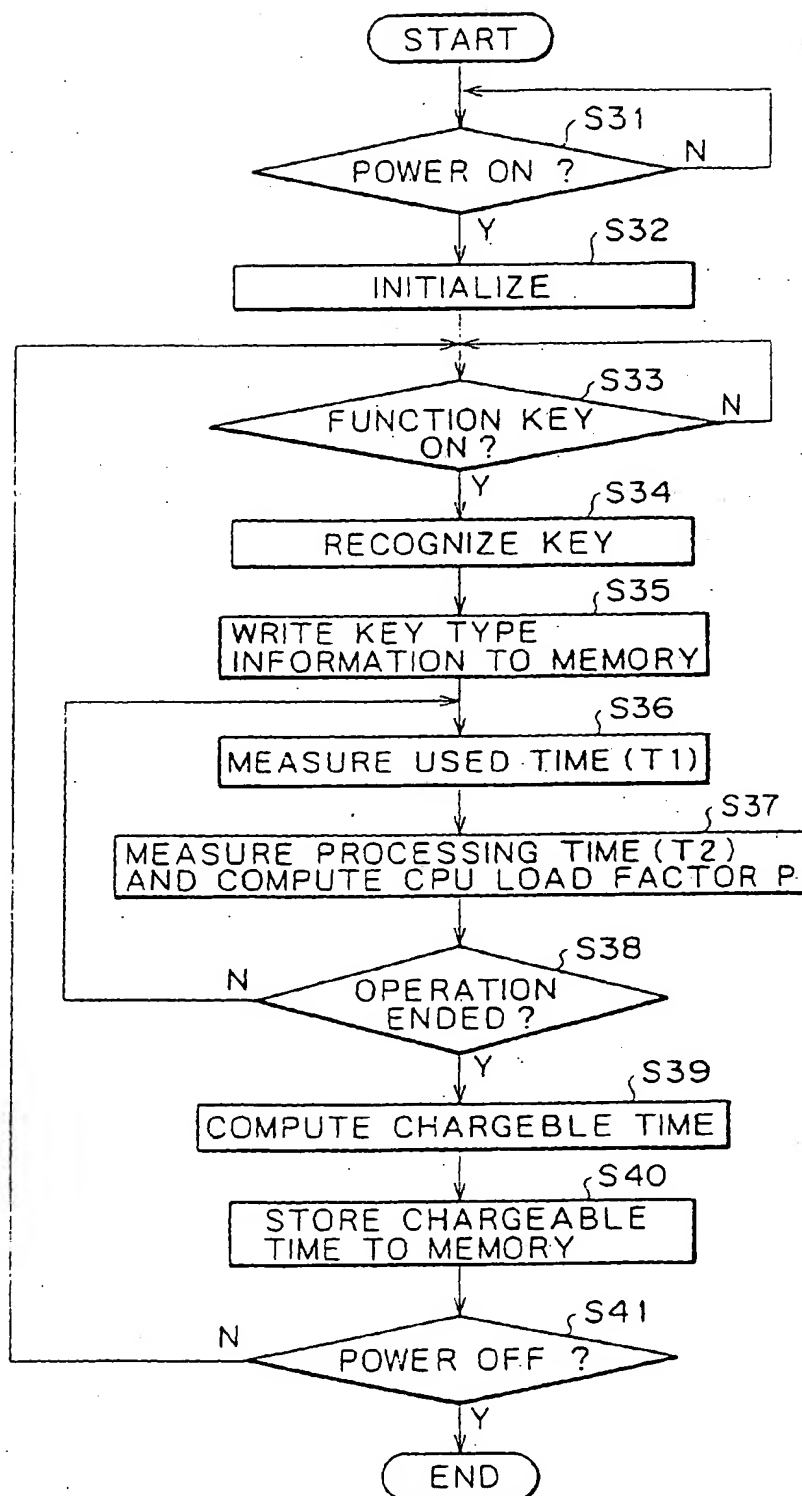 START
S31
POWER ON ?
N
Y
S32
INITIALIZE
S33
FUNCTION KEY
ON ?
N
Y
S34
RECOGNIZE KEY
S35
WRITE KEY TYPE
INFORMATION TO MEMORY
S36
MEASURE USED TIME (T1)
S37
MEASURE PROCESSING TIME (T2)
AND COMPUTE CPU LOAD FACTOR P
S38
N
OPERATION
ENDED ?
Y
S39
COMPUTE CHARGEBLE TIME
S40
STORE CHARGEABLE
TIME TO MEMORY
S41
N
POWER OFF ?
Y
END